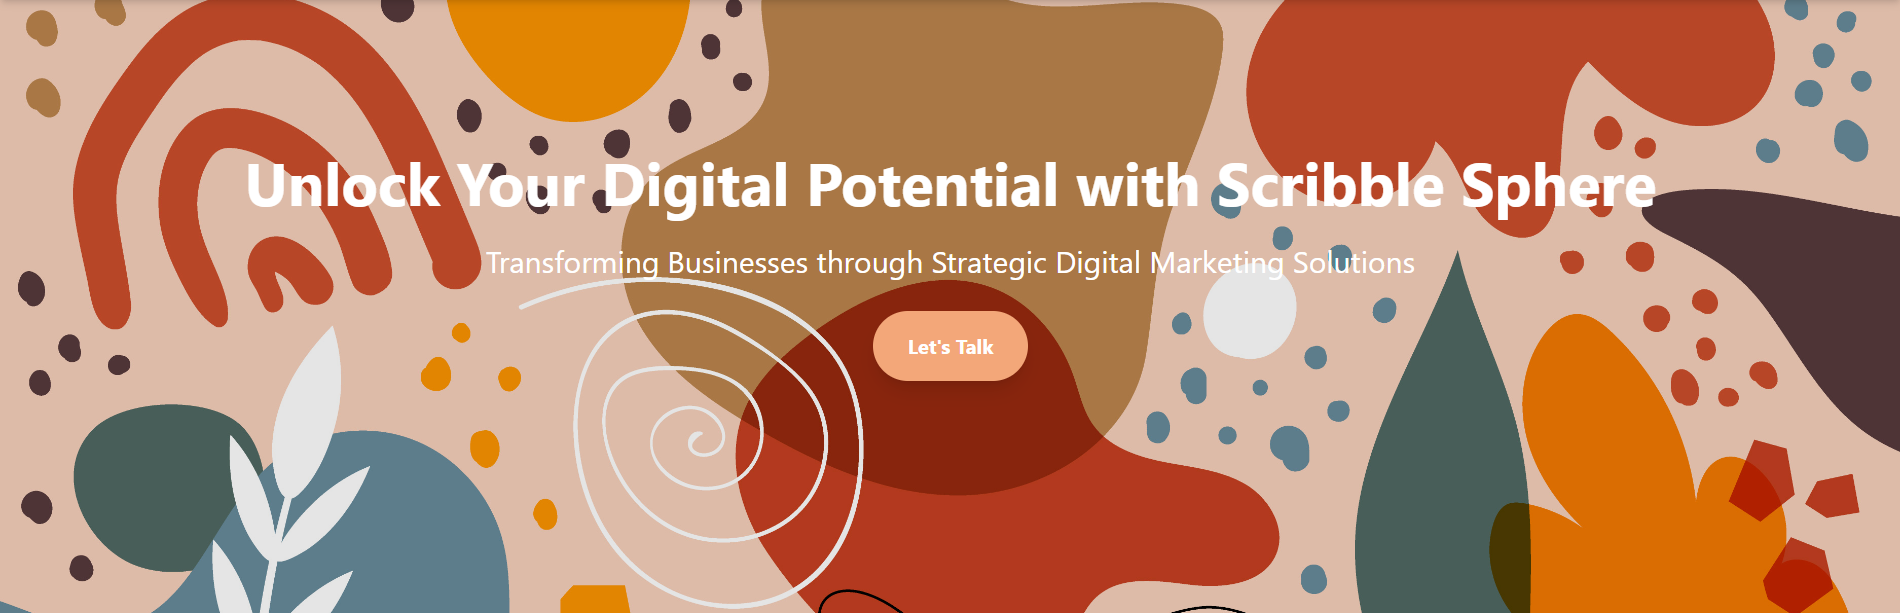 Unlock Your Digital Potential with Scribble Sphere
Transforming Businesses through Strategic Digital Marketing Solutions
Let's Talk